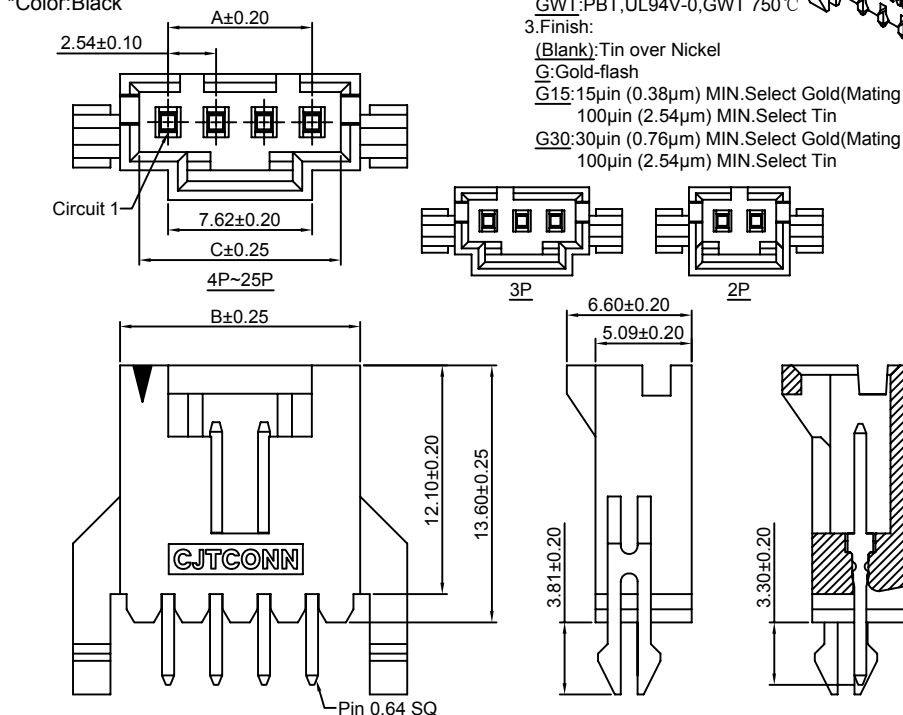 *Color:Black
GWT:PBT,UL94V-0,GWT 750℃
3.Finish:
(Blank):Tin over Nickel
G:Gold-flash
G15:15μin (0.38μm) MIN.Select Gold(Mating
100μin (2.54μm) MIN.Select Tin
G30:30μin (0.76μm) MIN.Select Gold(Mating
100μin (2.54μm) MIN.Select Tin
A±0.20
2.54±0.10
Circuit 1
7.62±0.20
C±0.25
4P~25P
3P
2P
B±0.25
6.60±0.20
5.09±0.20
12.10±0.20
13.60±0.25
3.81±0.20
3.30±0.20
CJTCONN
Pin 0.64 SQ